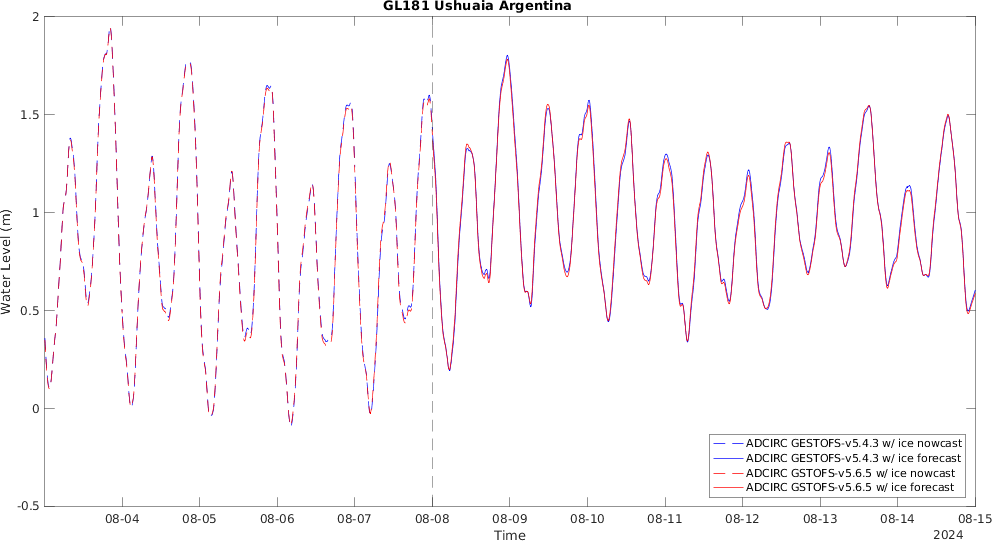 GL181 Ushuaia Argentina
2
1.5
1
0.5
0
-0.5
Water Level (m)
08-04 08-05 08-06 08-07 08-08 08-09 08-10 08-11 08-12 08-13 08-14 08-15
Time
2024
ADCIRC GESTOFS-v5.4.3 w/ ice nowcast
ADCIRC GESTOFS-v5.4.3 w/ ice forecast
ADCIRC GSTOFS-v5.6.5 w/ ice nowcast
ADCIRC GSTOFS-v5.6.5 w/ ice forecast